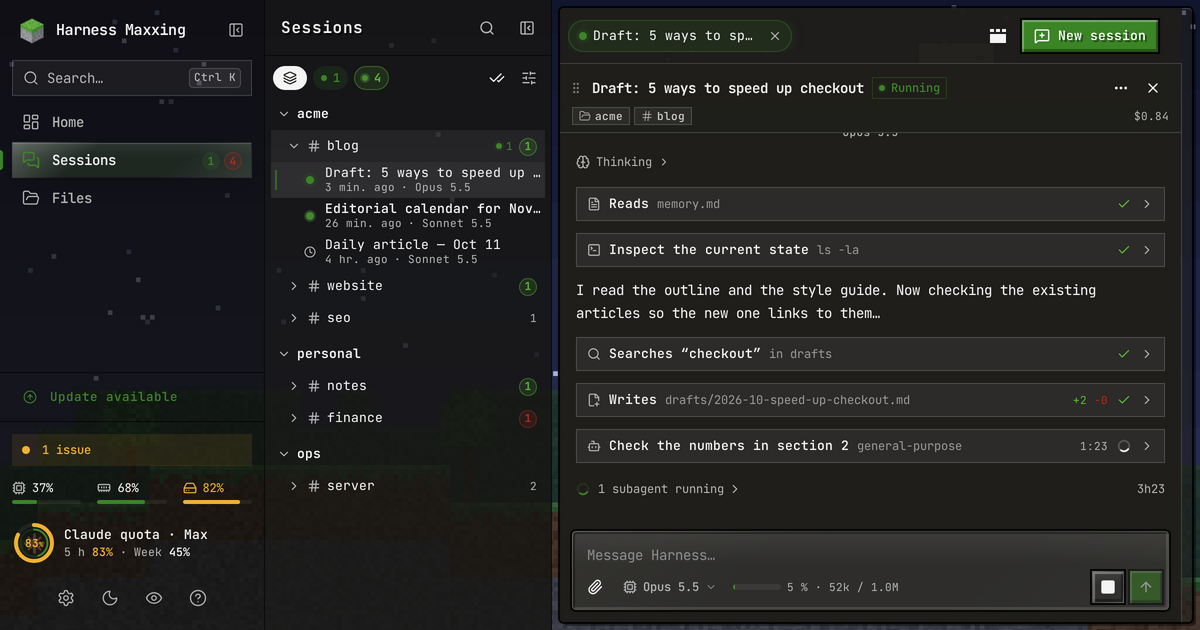 Harness Maxxing
Search… Ctrl K
Home
Sessions 1 4
Files
Update available
1 issue
37% 68% 82%
83%
Claude quota · Max
5 h 83% · Week 45%
Sessions
1 4
acme
# blog 1 1
Draft: 5 ways to speed up …
3 min. ago · Opus 5.5
Editorial calendar for Nov…
26 min. ago · Sonnet 5.5
Daily article — Oct 11
4 hr. ago · Sonnet 5.5
# website 1
# seo 1
personal
# notes 1
# finance 1
ops
# server 2
Draft: 5 ways to sp…
New session
Draft: 5 ways to speed up checkout Running
acme # blog $0.84
Opus 5.5
Thinking
Reads memory.md
Inspect the current state ls -la
I read the outline and the style guide. Now checking the existing
articles so the new one links to them…
Searches “checkout” in drafts
Writes drafts/2026-10-speed-up-checkout.md +2 -0
Check the numbers in section 2 general-purpose 1:23
1 subagent running 3h23
Message Harness…
Opus 5.5 5 % · 52k / 1.0M